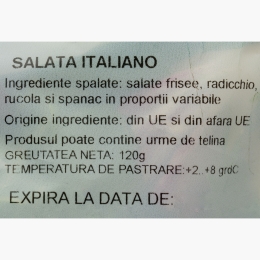 SALATA ITALIANO
Ingrediente spalate: salate frisee, radicchio,
rucola si spanac in proportii variabile
Origine ingrediente: din UE si din afara UE
Produsul poate contine urme de telina
GREUTATEA NETA: 120g
TEMPERATURA DE PASTRARE:+2..+8 grdC
EXPIRA LA DATA DE: